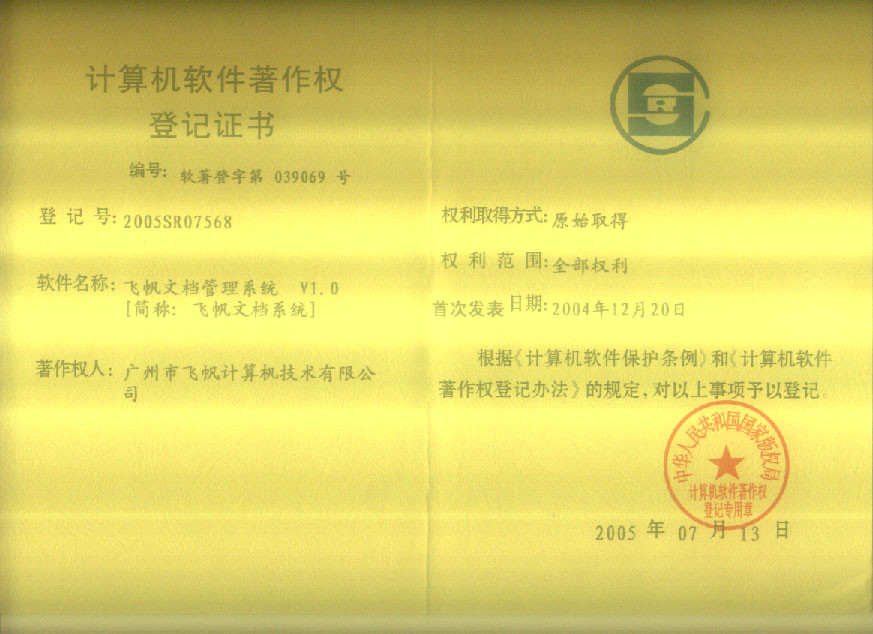 计算机软件著作权
登记证书
编号: 软著登字第 039069 号
登 记 号: 2005SR07568
软件名称: 飞帆文档管理系统 V1.0
[简称: 飞帆文档系统]
著作权人: 广州市飞帆计算机技术有限公
司
SR
权利取得方式: 原始取得
权 利 范 围: 全部权利
首次发表日期: 2004年12月20日
根据《计算机软件保护条例》和《计算机软件
著作权登记办法》的规定,对以上事项予以登记。
中华人民共和国国家版权局
计算机软件著作权
登记专用章
2005 年 07 月 13 日